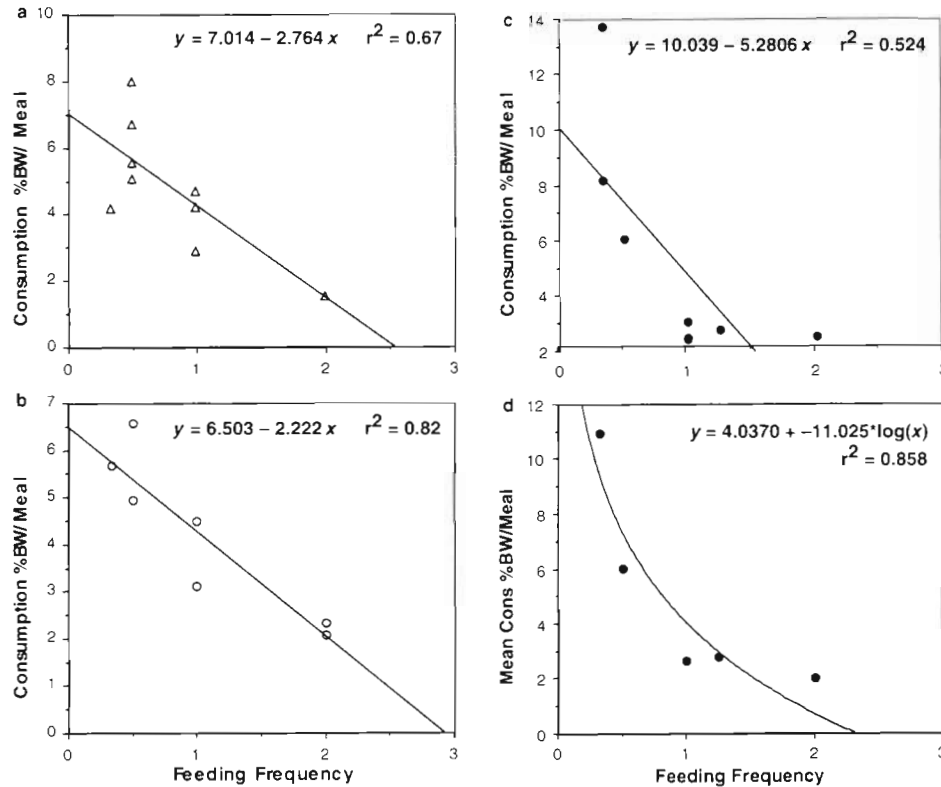 a
y = 7.014 – 2.764 x r² = 0.67
10
8
6
4
2
0
0 1 2 3
Consumption %BW/ Meal
c
y = 10.039 – 5.2806 x r² = 0.524
14
12
10
8
6
4
2
0 1 2 3
Consumption %BW/ Meal
b
y = 6.503 – 2.222 x r² = 0.82
7
6
5
4
3
2
1
0
0 1 2 3
Consumption %BW/Meal
Feeding Frequency
d
y = 4.0370 + –11.025*log(x)
r² = 0.858
12
10
8
6
4
2
0
0 1 2 3
Mean Cons %BW/Meal
Feeding Frequency